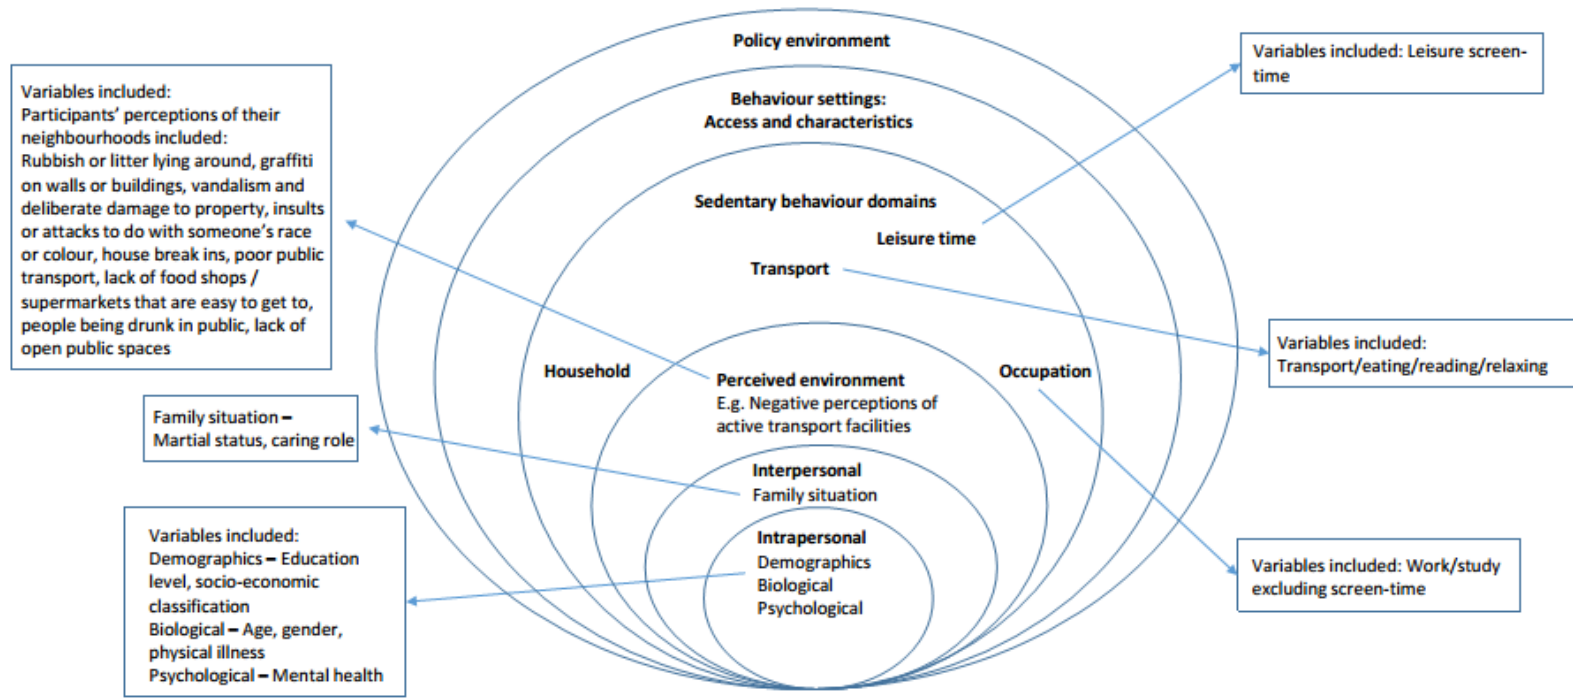 Policy environment
Behaviour settings:
Access and characteristics
Sedentary behaviour domains
Leisure time
Transport
Household
Occupation
Perceived environment
E.g. Negative perceptions of
active transport facilities
Interpersonal
Family situation
Intrapersonal
Demographics
Biological
Psychological
Variables included:
Participants’ perceptions of their
neighbourhoods included:
Rubbish or litter lying around, graffiti
on walls or buildings, vandalism and
deliberate damage to property, insults
or attacks to do with someone’s race
or colour, house break ins, poor public
transport, lack of food shops /
supermarkets that are easy to get to,
people being drunk in public, lack of
open public spaces
Family situation –
Martial status, caring role
Variables included:
Demographics – Education
level, socio-economic
classification
Biological – Age, gender,
physical illness
Psychological – Mental health
Variables included: Leisure screen-
time
Variables included:
Transport/eating/reading/relaxing
Variables included: Work/study
excluding screen-time